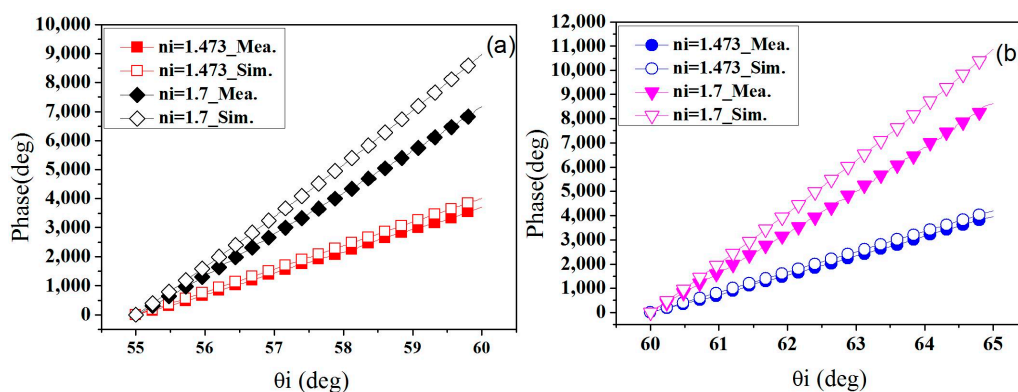 10,000
9,000
8,000
7,000
6,000
5,000
4,000
3,000
2,000
1,000
0
Phase(deg)
ni=1.473_Mea.
ni=1.473_Sim.
ni=1.7_Mea.
ni=1.7_Sim.
(a)
55 56 57 58 59 60
θi (deg)
12,000
11,000
10,000
9,000
8,000
7,000
6,000
5,000
4,000
3,000
2,000
1,000
0
Phase(deg)
ni=1.473_Mea.
ni=1.473_Sim.
ni=1.7_Mea.
ni=1.7_Sim.
(b)
60 61 62 63 64 65
θi (deg)